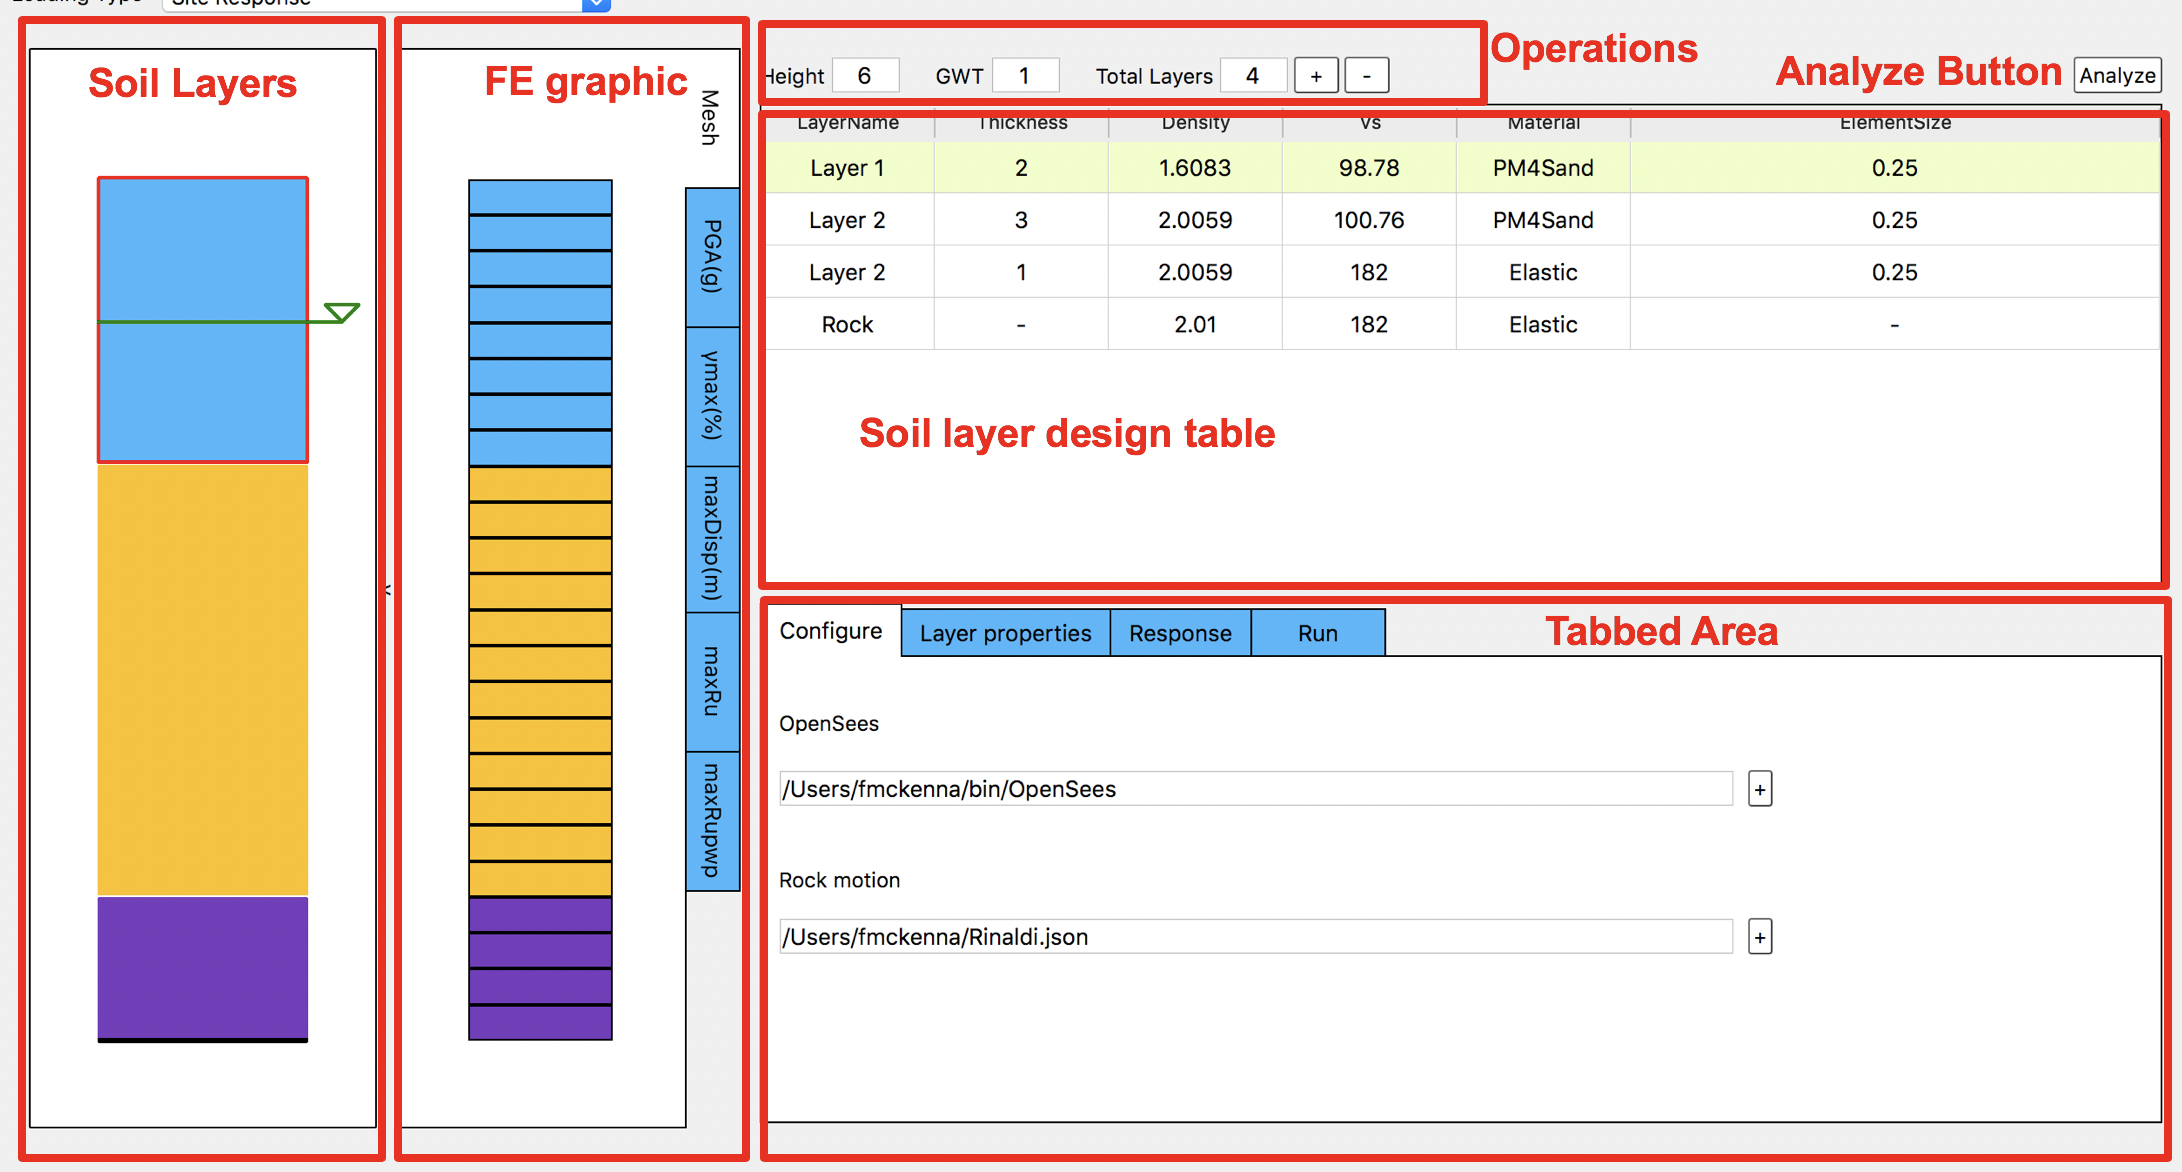 Loading Type Site Response
Soil Layers
FE graphic
Mesh
PGA(g)
γmax(%)
maxDisp(m)
maxRu
maxRupwp
Operations
Height 6 GWT 1 Total Layers 4 + -
Analyze Button Analyze
LayerName Thickness Density Vs Material ElementSize
Layer 1 2 1.6083 98.78 PM4Sand 0.25
Layer 2 3 2.0059 100.76 PM4Sand 0.25
Layer 2 1 2.0059 182 Elastic 0.25
Rock - 2.01 182 Elastic -
Soil layer design table
Configure Layer properties Response Run
Tabbed Area
OpenSees
/Users/fmckenna/bin/OpenSees +
Rock motion
/Users/fmckenna/Rinaldi.json +